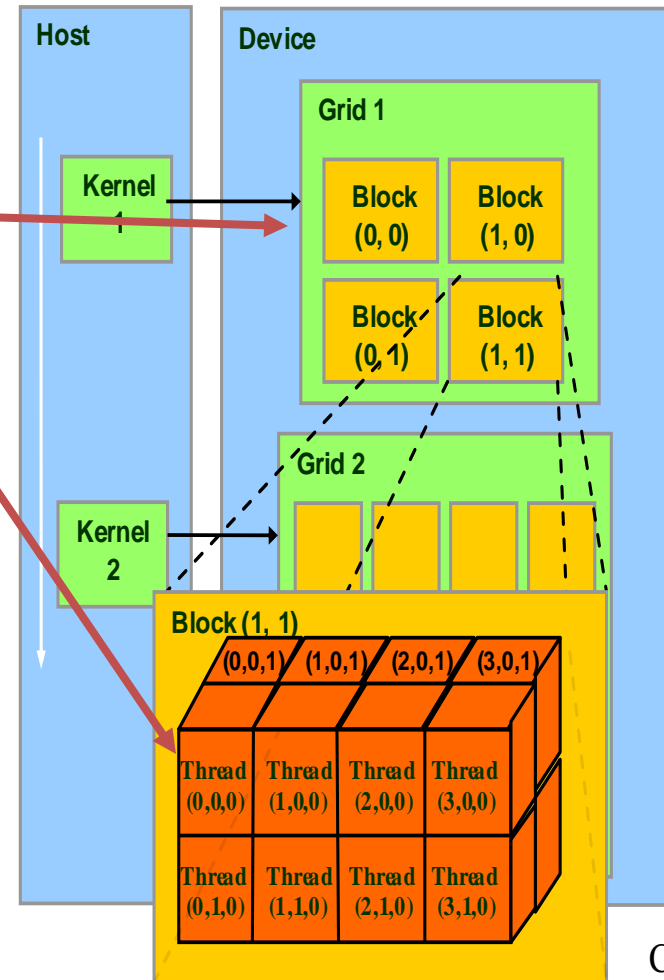 Host
Device
Grid 1
Kernel
1
Block
(0, 0)
Block
(1, 0)
Block
(0, 1)
Block
(1, 1)
Grid 2
Kernel
2
Block (1, 1)
(0,0,1) (1,0,1) (2,0,1) (3,0,1)
Thread
(0,0,0)
Thread
(1,0,0)
Thread
(2,0,0)
Thread
(3,0,0)
Thread
(0,1,0)
Thread
(1,1,0)
Thread
(2,1,0)
Thread
(3,1,0)